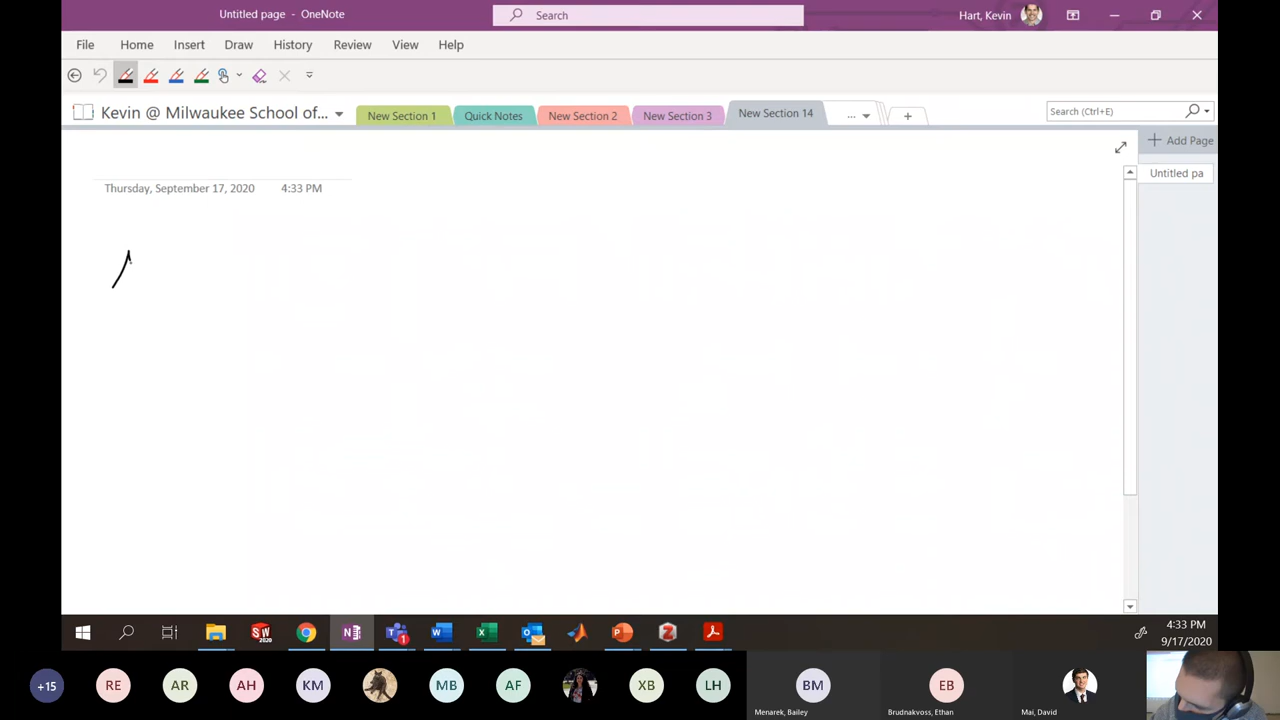 Untitled page - OneNote
Search
Hart, Kevin
File Home Insert Draw History Review View Help
Kevin @ Milwaukee School of...
New Section 1
Quick Notes
New Section 2
New Section 3
New Section 14
...
Search (Ctrl+E)
Add Page
Untitled pa
Thursday, September 17, 2020 4:33 PM
SW
2020
N
1
W
X
O
P
Z
4:33 PM
9/17/2020
+15
RE
AR
AH
KM
MB
AF
XB
LH
BM
EB
Menarek, Bailey
Brudnakvoss, Ethan
Mai, David